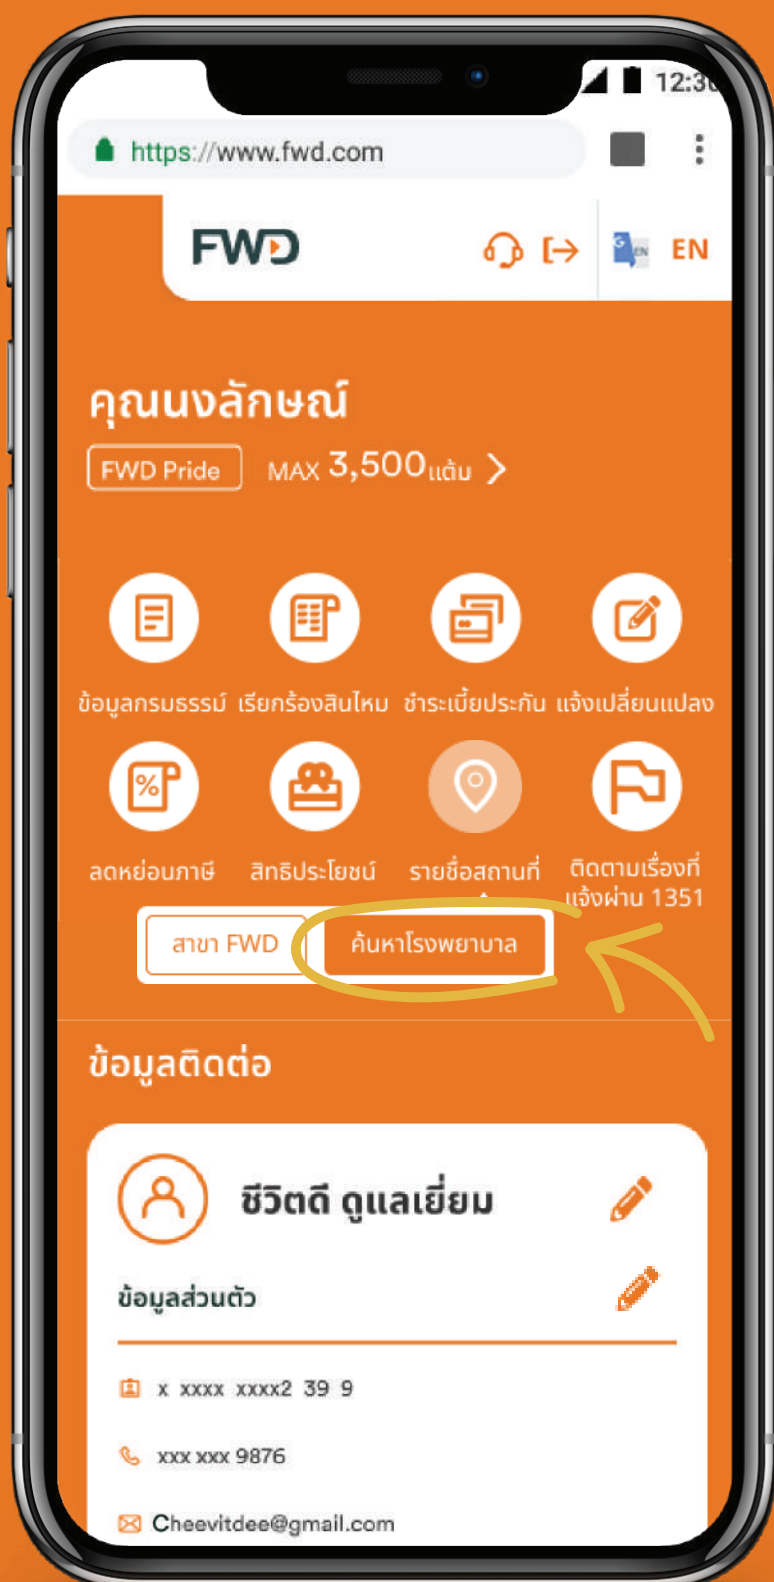 12:30
https://www.fwd.com
FWD
G EN
EN
คุณนงลักษณ์
FWD Pride MAX 3,500แต้ม
ข้อมูลกรมธรรม์ เรียกร้องสินไหม ชำระเบี้ยประกัน แจ้งเปลี่ยนแปลง
%
ลดหย่อนภาษี สิทธิประโยชน์ รายชื่อสถานที่ ติดตามเรื่องที่
แจ้งผ่าน 1351
สาขา FWD ค้นหาโรงพยาบาล
ข้อมูลติดต่อ
ชีวิตดี ดูแลเยี่ยม
ข้อมูลส่วนตัว
x xxxx xxxx2 39 9
xxx xxx 9876
Cheevitdee@gmail.com